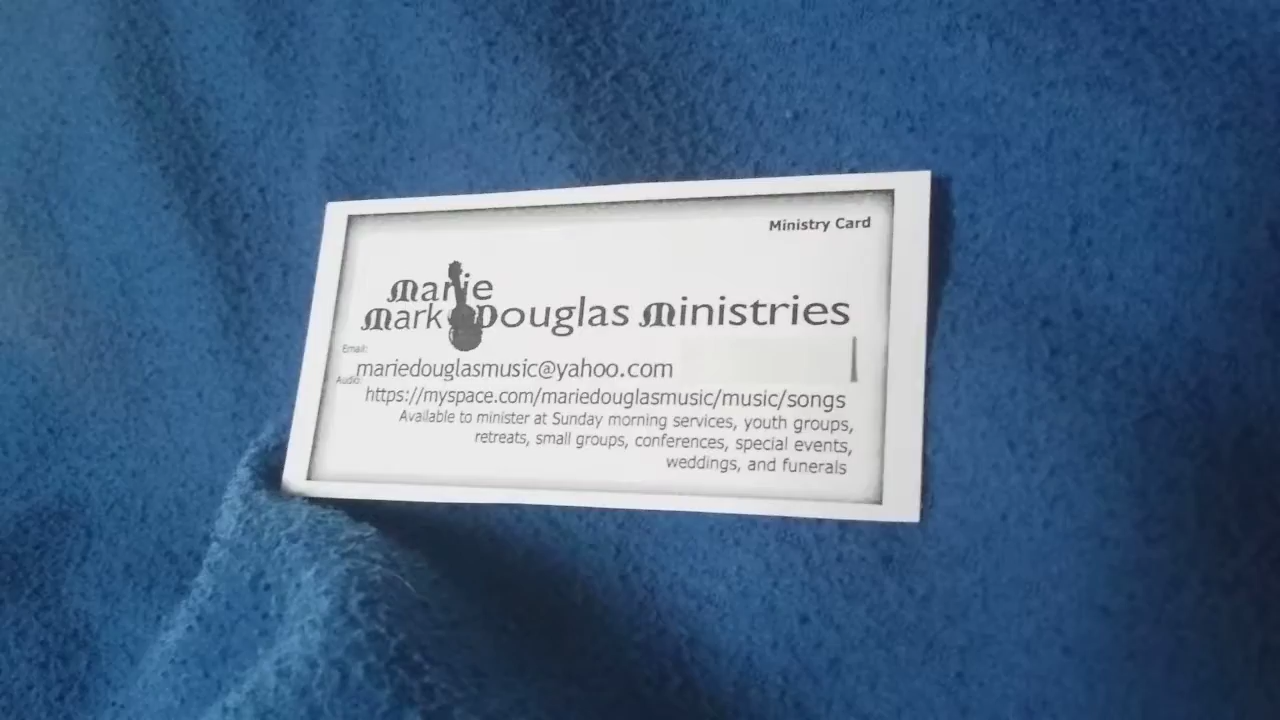 Ministry Card
Marie
Mark Douglas Ministries
Email:
mariedouglasmusic@yahoo.com
Audio:
https://myspace.com/mariedouglasmusic/music/songs
Available to minister at Sunday morning services, youth groups,
retreats, small groups, conferences, special events,
weddings, and funerals